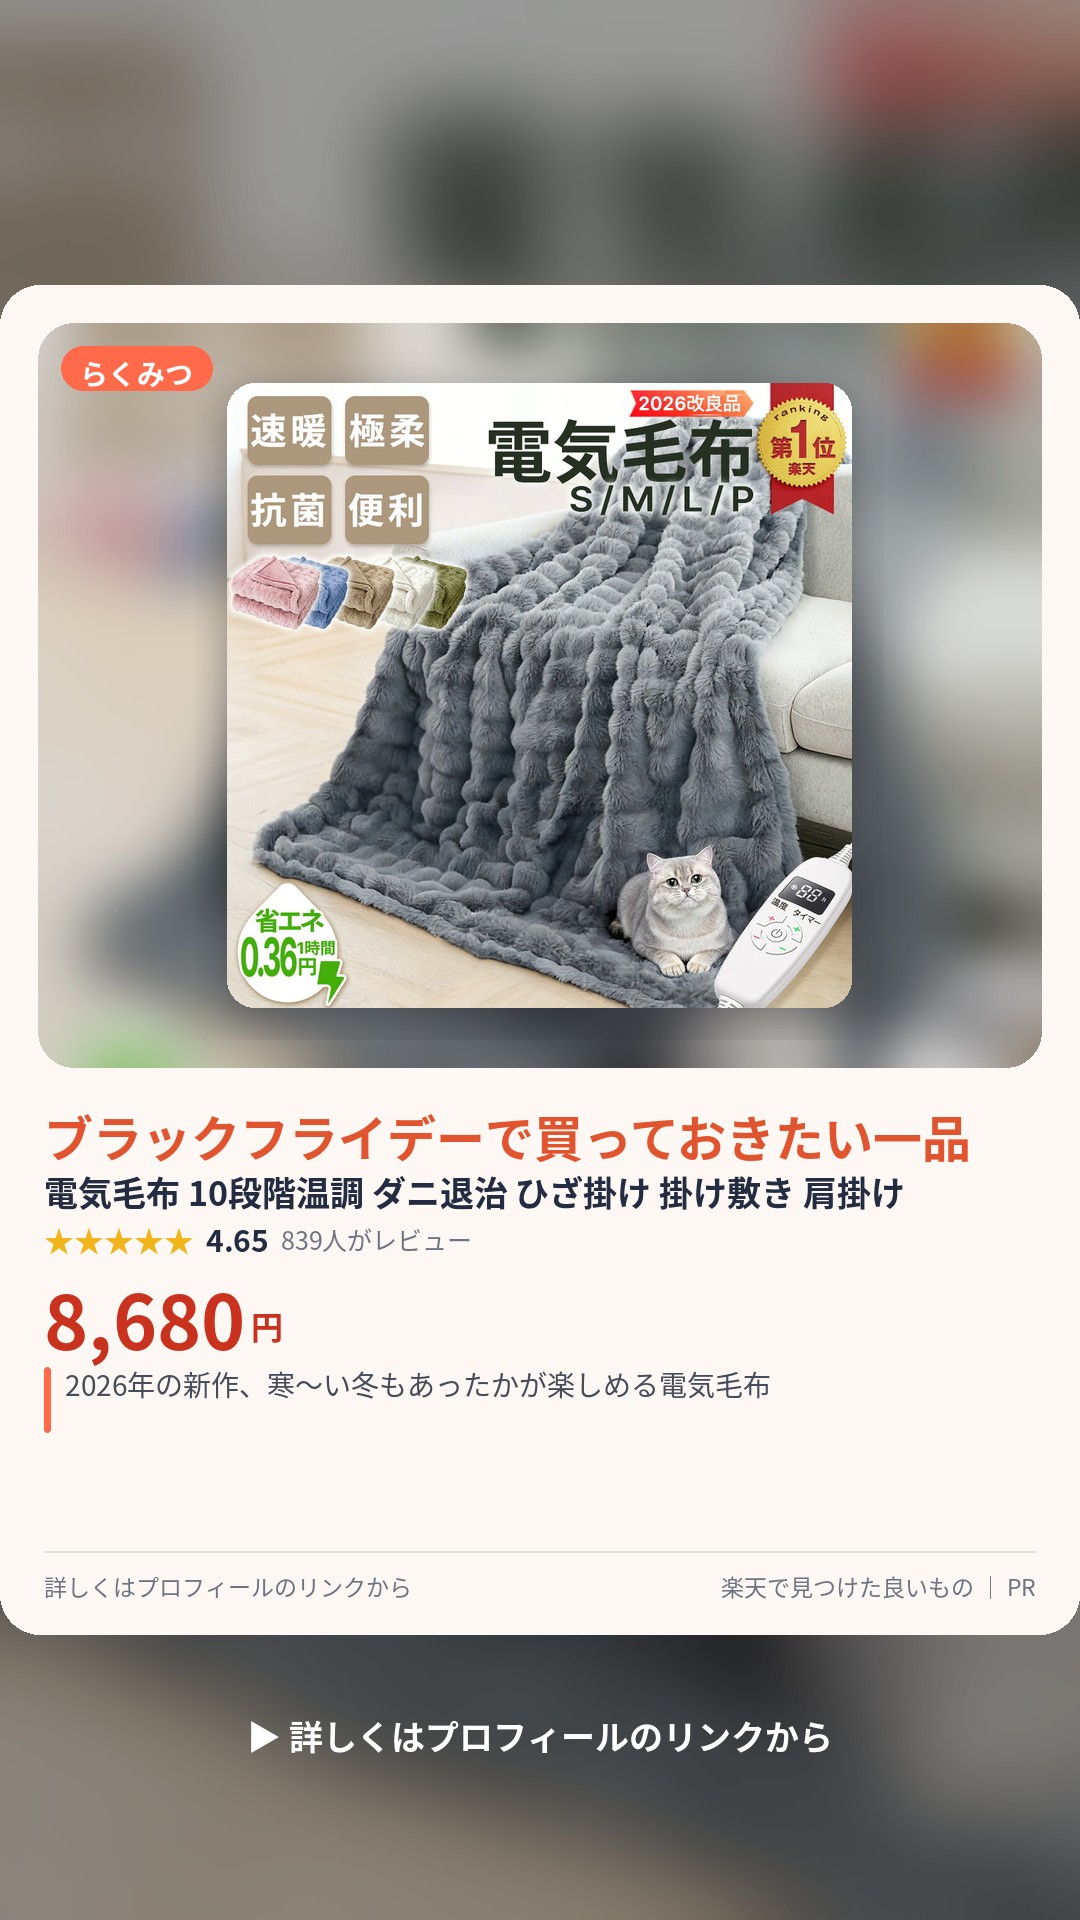 らくみつ
速暖 極柔
抗菌 便利
2026改良品
電気毛布
S/M/L/P
ranking
第1位
楽天
省エネ
1時間
0.36円
88 h
温度 タイマー
ブラックフライデーで買っておきたい一品
電気毛布 10段階温調 ダニ退治 ひざ掛け 掛け敷き 肩掛け
★★★★★ 4.65 839人がレビュー
8,680円
2026年の新作、寒〜い冬もあったかが楽しめる電気毛布
詳しくはプロフィールのリンクから
楽天で見つけた良いもの｜PR
▶ 詳しくはプロフィールのリンクから